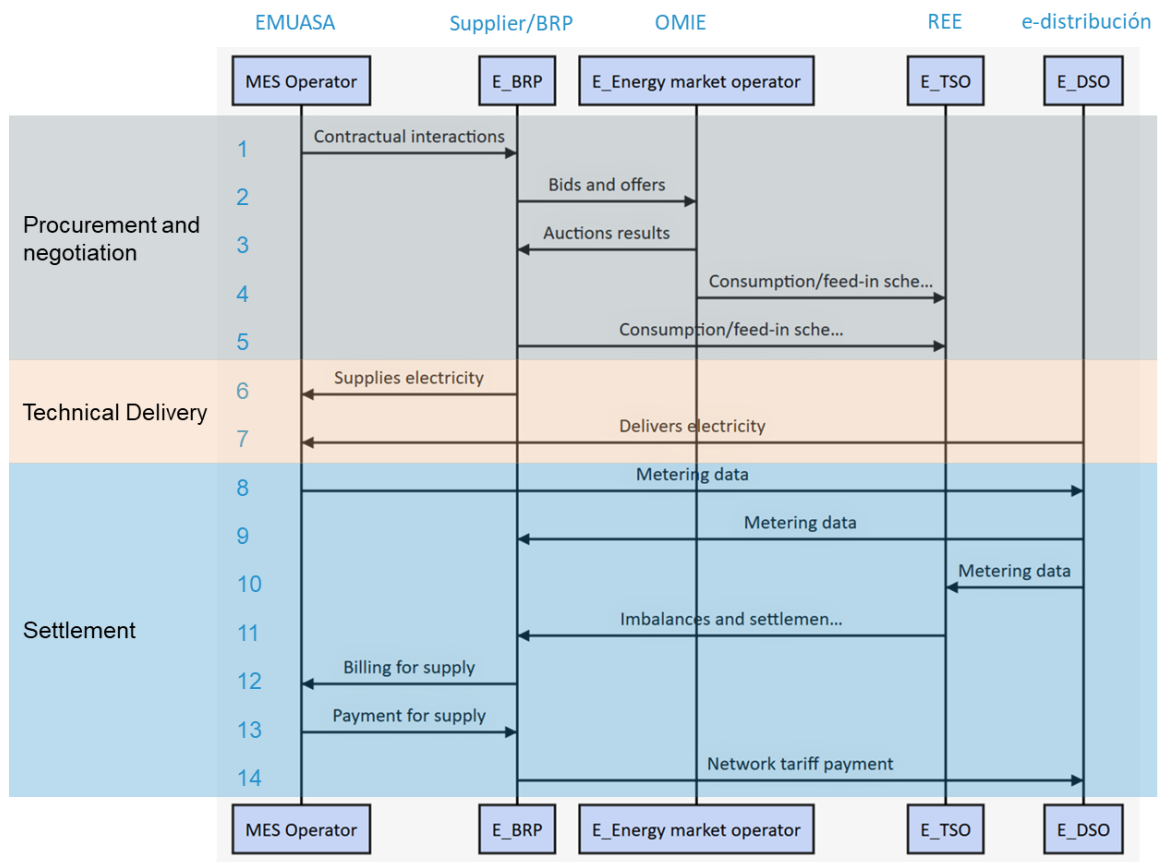 EMUASA Supplier/BRP OMIE REE e-distribución
MES Operator E_BRP E_Energy market operator E_TSO E_DSO
Procurement and
negotiation
1 Contractual interactions
2 Bids and offers
3 Auctions results
4 Consumption/feed-in sche...
5 Consumption/feed-in sche...
Technical Delivery
6 Supplies electricity
7 Delivers electricity
Settlement
8 Metering data
9 Metering data
10 Metering data
11 Imbalances and settlemen...
12 Billing for supply
13 Payment for supply
14 Network tariff payment
MES Operator E_BRP E_Energy market operator E_TSO E_DSO